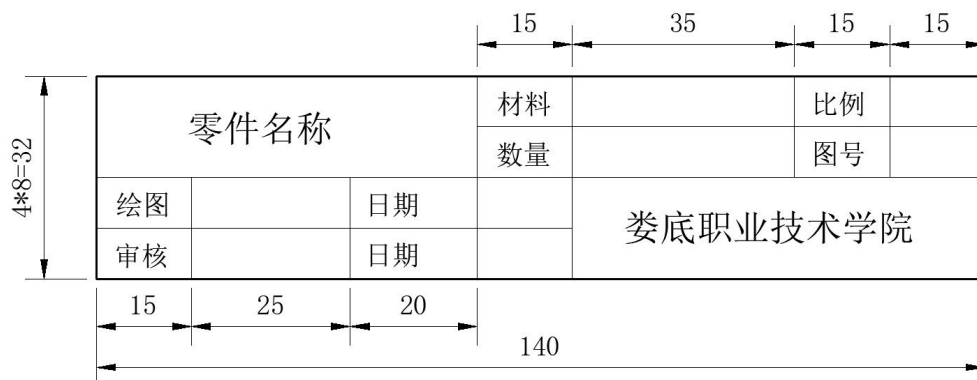 15 35 15 15
材料 比例
零件名称
数量 图号
4*8=32
绘图 日期
娄底职业技术学院
审核 日期
15 25 20
140